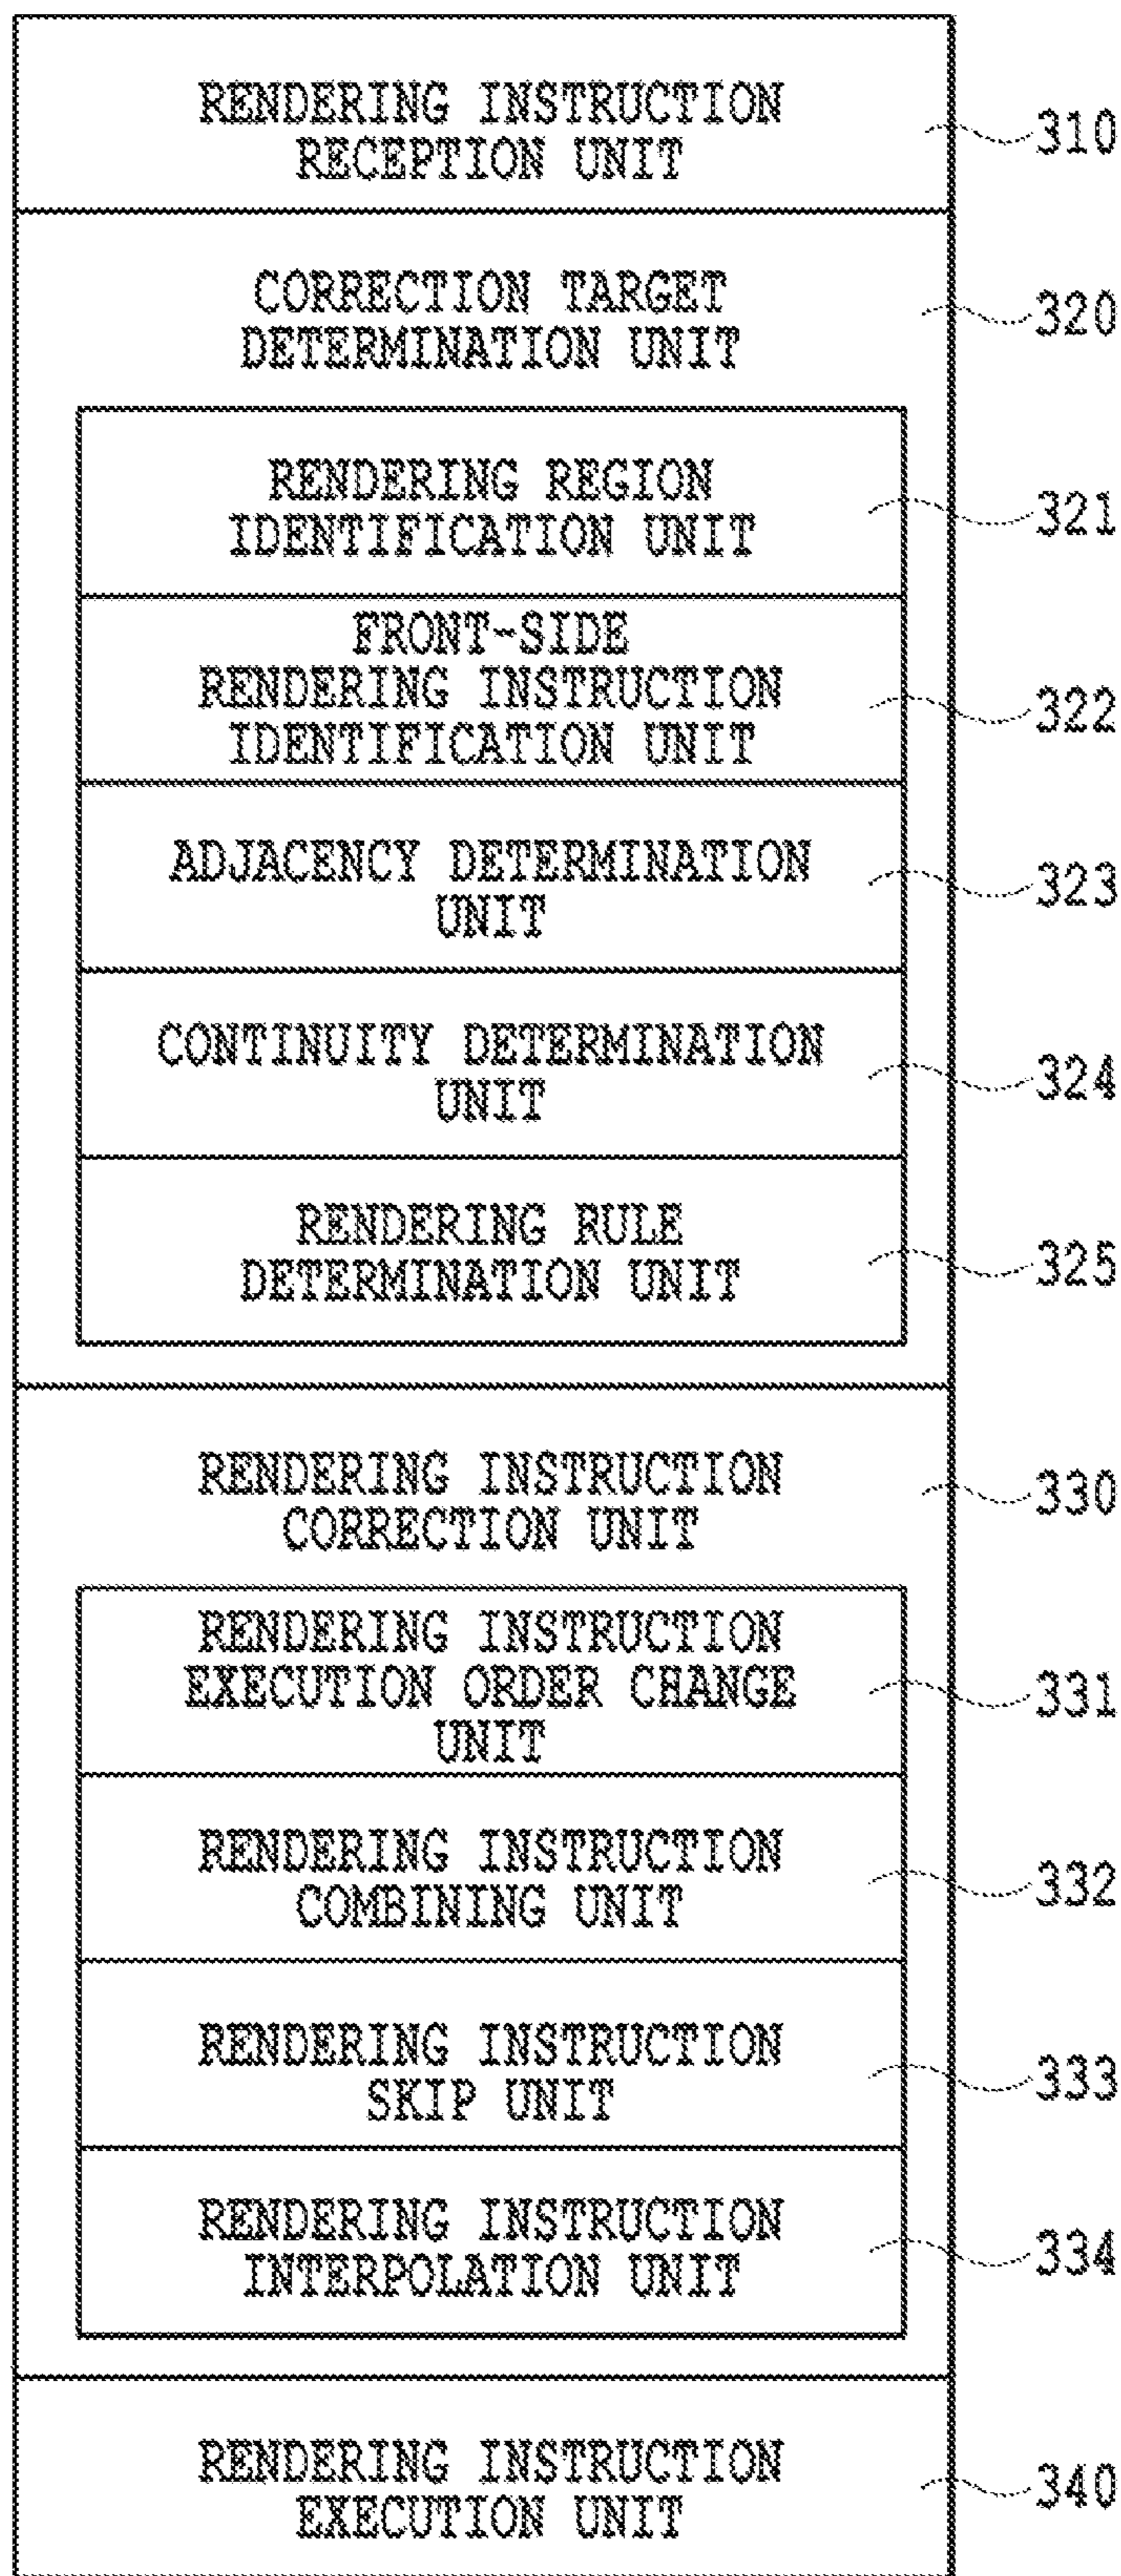 RENDERING INSTRUCTION
RECEPTION UNIT
310
CORRECTION TARGET
DETERMINATION UNIT
320
RENDERING REGION
IDENTIFICATION UNIT
321
FRONT-SIDE
RENDERING INSTRUCTION
IDENTIFICATION UNIT
322
ADJACENCY DETERMINATION
UNIT
323
CONTINUITY DETERMINATION
UNIT
324
RENDERING RULE
DETERMINATION UNIT
325
RENDERING INSTRUCTION
CORRECTION UNIT
330
RENDERING INSTRUCTION
EXECUTION ORDER CHANGE
UNIT
331
RENDERING INSTRUCTION
COMBINING UNIT
332
RENDERING INSTRUCTION
SKIP UNIT
333
RENDERING INSTRUCTION
INTERPOLATION UNIT
334
RENDERING INSTRUCTION
EXECUTION UNIT
340